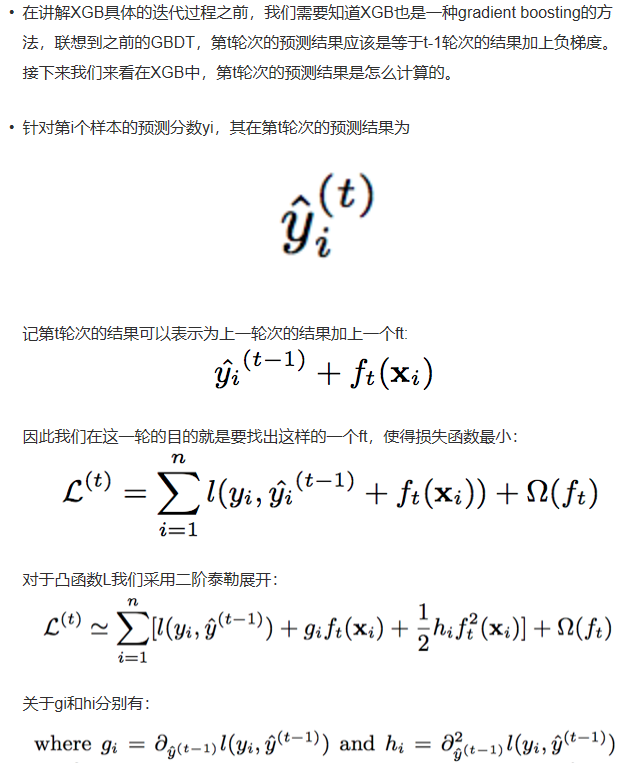 • 在讲解XGB具体的迭代过程之前，我们需要知道XGB也是一种gradient boosting的方
法，联想到之前的GBDT，第t轮次的预测结果应该是等于t-1轮次的结果加上负梯度。
接下来我们来看在XGB中，第t轮次的预测结果是怎么计算的。
• 针对第i个样本的预测分数yi，其在第t轮次的预测结果为
$\hat{y}_i^{(t)}$
记第t轮次的结果可以表示为上一轮次的结果加上一个ft:
$\hat{y_i}^{(t-1)} + f_t(\mathbf{x}_i)$
因此我们在这一轮的目的就是要找出这样的一个ft，使得损失函数最小：
$\mathcal{L}^{(t)} = \sum_{i=1}^{n} l(y_i, \hat{y_i}^{(t-1)} + f_t(\mathbf{x}_i)) + \Omega(f_t)$
对于凸函数L我们采用二阶泰勒展开：
$\mathcal{L}^{(t)} \simeq \sum_{i=1}^{n} [l(y_i, \hat{y}^{(t-1)}) + g_i f_t(\mathbf{x}_i) + \frac{1}{2} h_i f_t^2(\mathbf{x}_i)] + \Omega(f_t)$
关于gi和hi分别有：
where $g_i = \partial_{\hat{y}^{(t-1)}} l(y_i, \hat{y}^{(t-1)})$ and $h_i = \partial^2_{\hat{y}^{(t-1)}} l(y_i, \hat{y}^{(t-1)})$